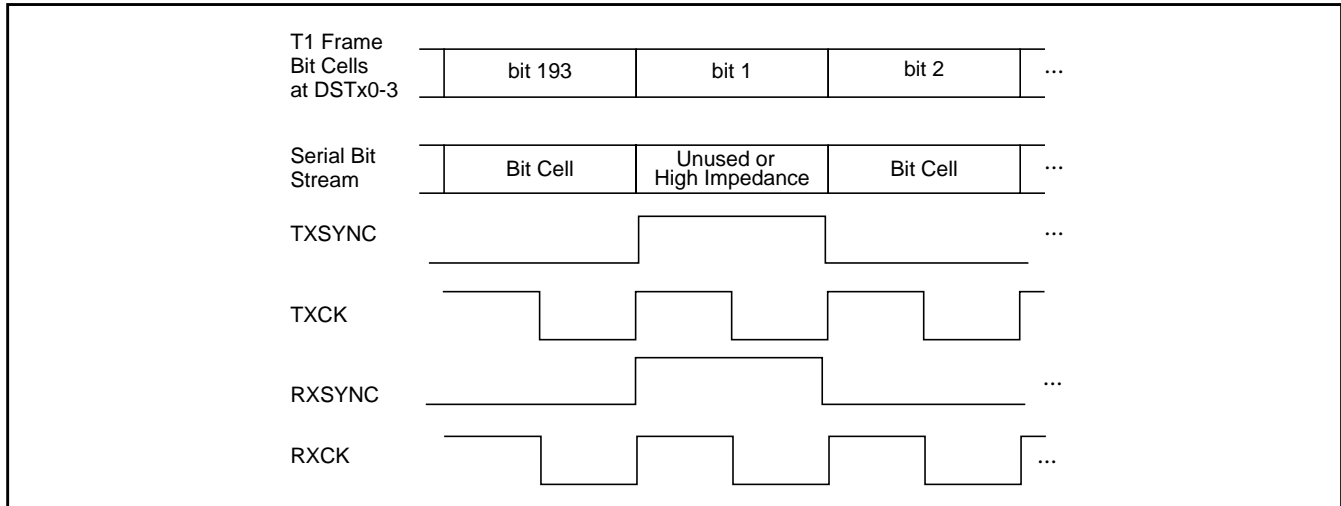 T1 Frame
Bit Cells
at DSTx0-3
bit 193
bit 1
bit 2
...
Serial Bit
Stream
Bit Cell
Unused or
High Impedance
Bit Cell
...
TXSYNC
...
TXCK
RXSYNC
...
RXCK
...